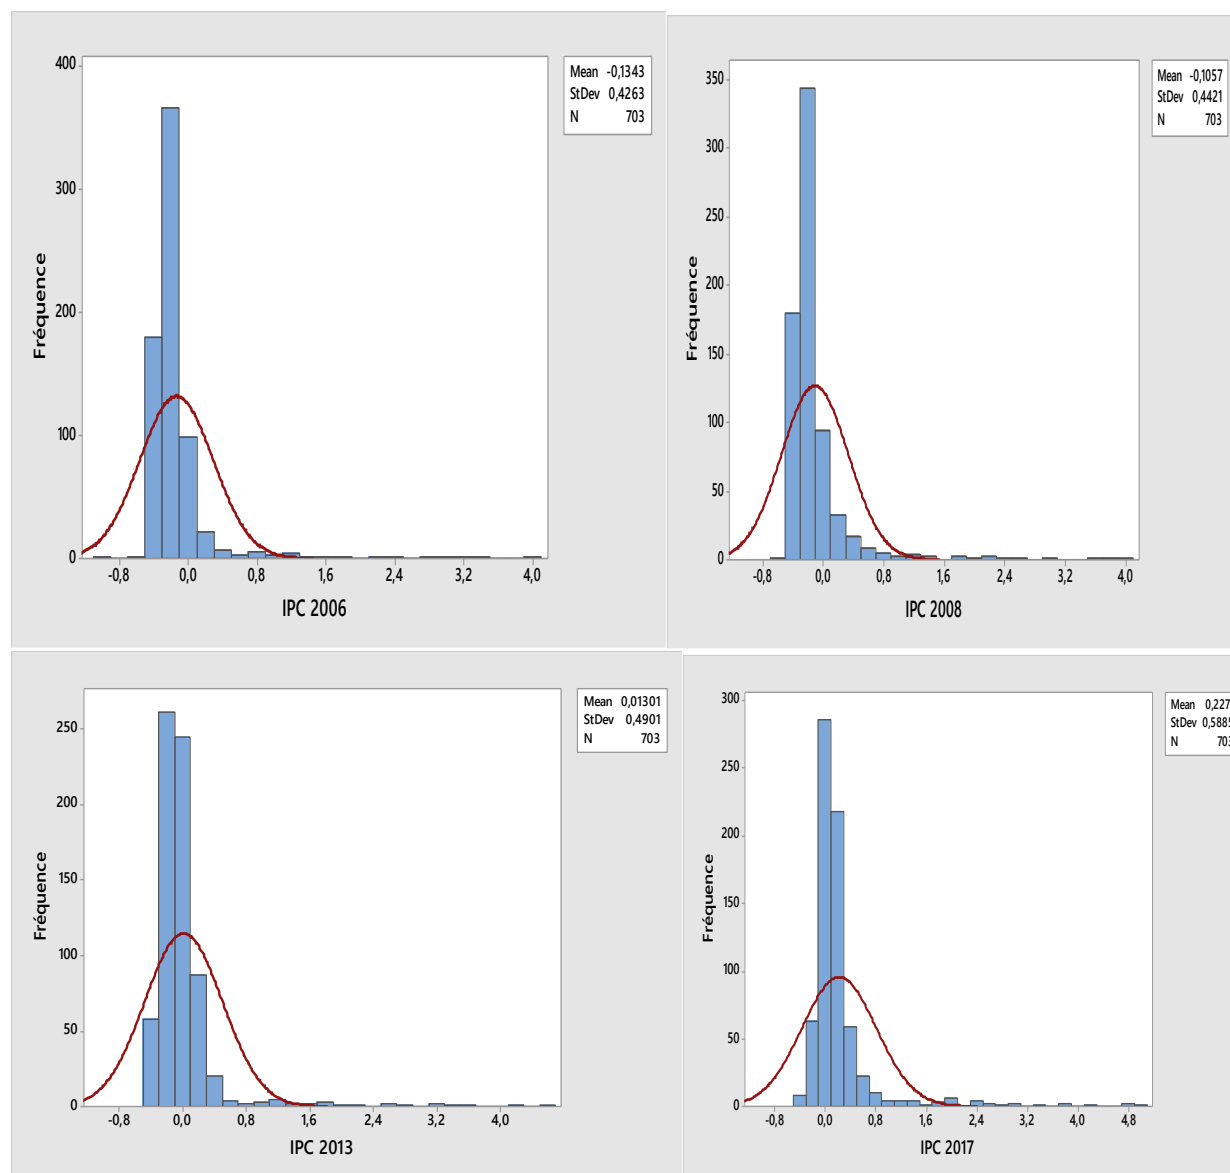 Mean -0,1343
StDev 0,4263
N 703
400
300
200
100
0
Fréquence
-0,8 0,0 0,8 1,6 2,4 3,2 4,0
IPC 2006
Mean -0,1057
StDev 0,4421
N 703
350
300
250
200
150
100
50
0
Fréquence
-0,8 0,0 0,8 1,6 2,4 3,2 4,0
IPC 2008
Mean 0,01301
StDev 0,4901
N 703
250
200
150
100
50
0
Fréquence
-0,8 0,0 0,8 1,6 2,4 3,2 4,0
IPC 2013
Mean 0,227
StDev 0,5885
N 703
300
250
200
150
100
50
0
Fréquence
-0,8 0,0 0,8 1,6 2,4 3,2 4,0 4,8
IPC 2017